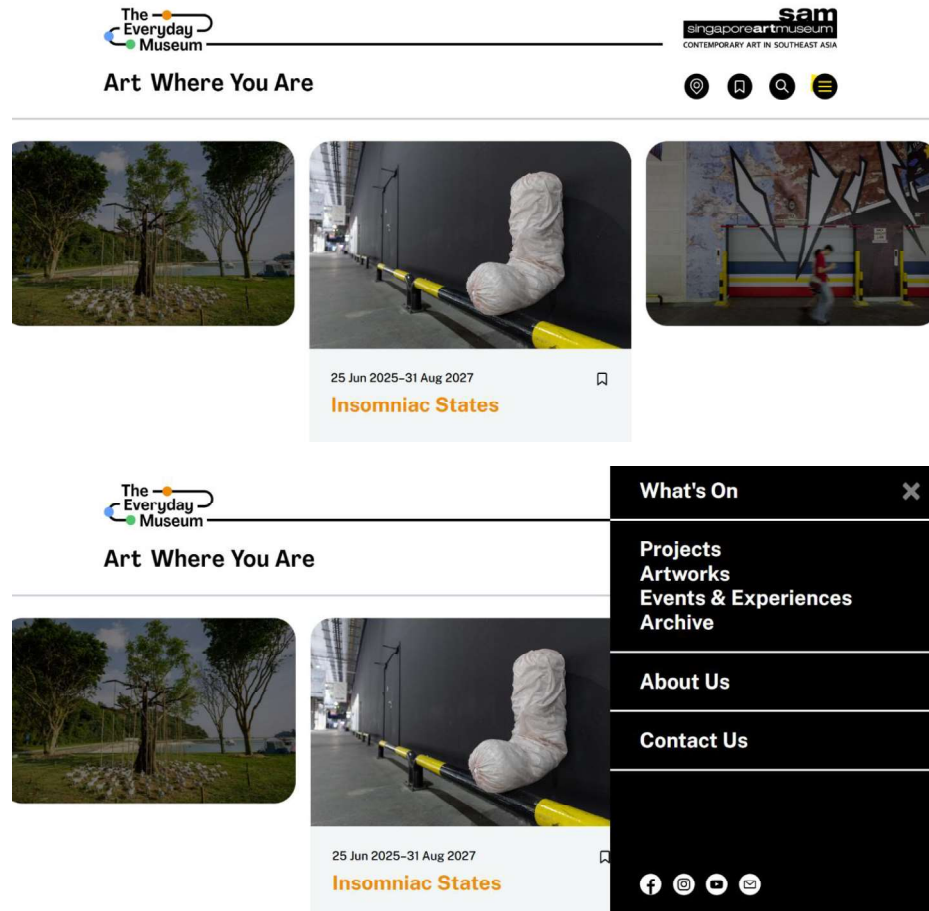 The
Everyday
Museum
sam
singaporeartmuseum
CONTEMPORARY ART IN SOUTHEAST ASIA
Art Where You Are
25 Jun 2025–31 Aug 2027
Insomniac States
The
Everyday
Museum
Art Where You Are
25 Jun 2025–31 Aug 2027
Insomniac States
What's On
Projects
Artworks
Events & Experiences
Archive
About Us
Contact Us